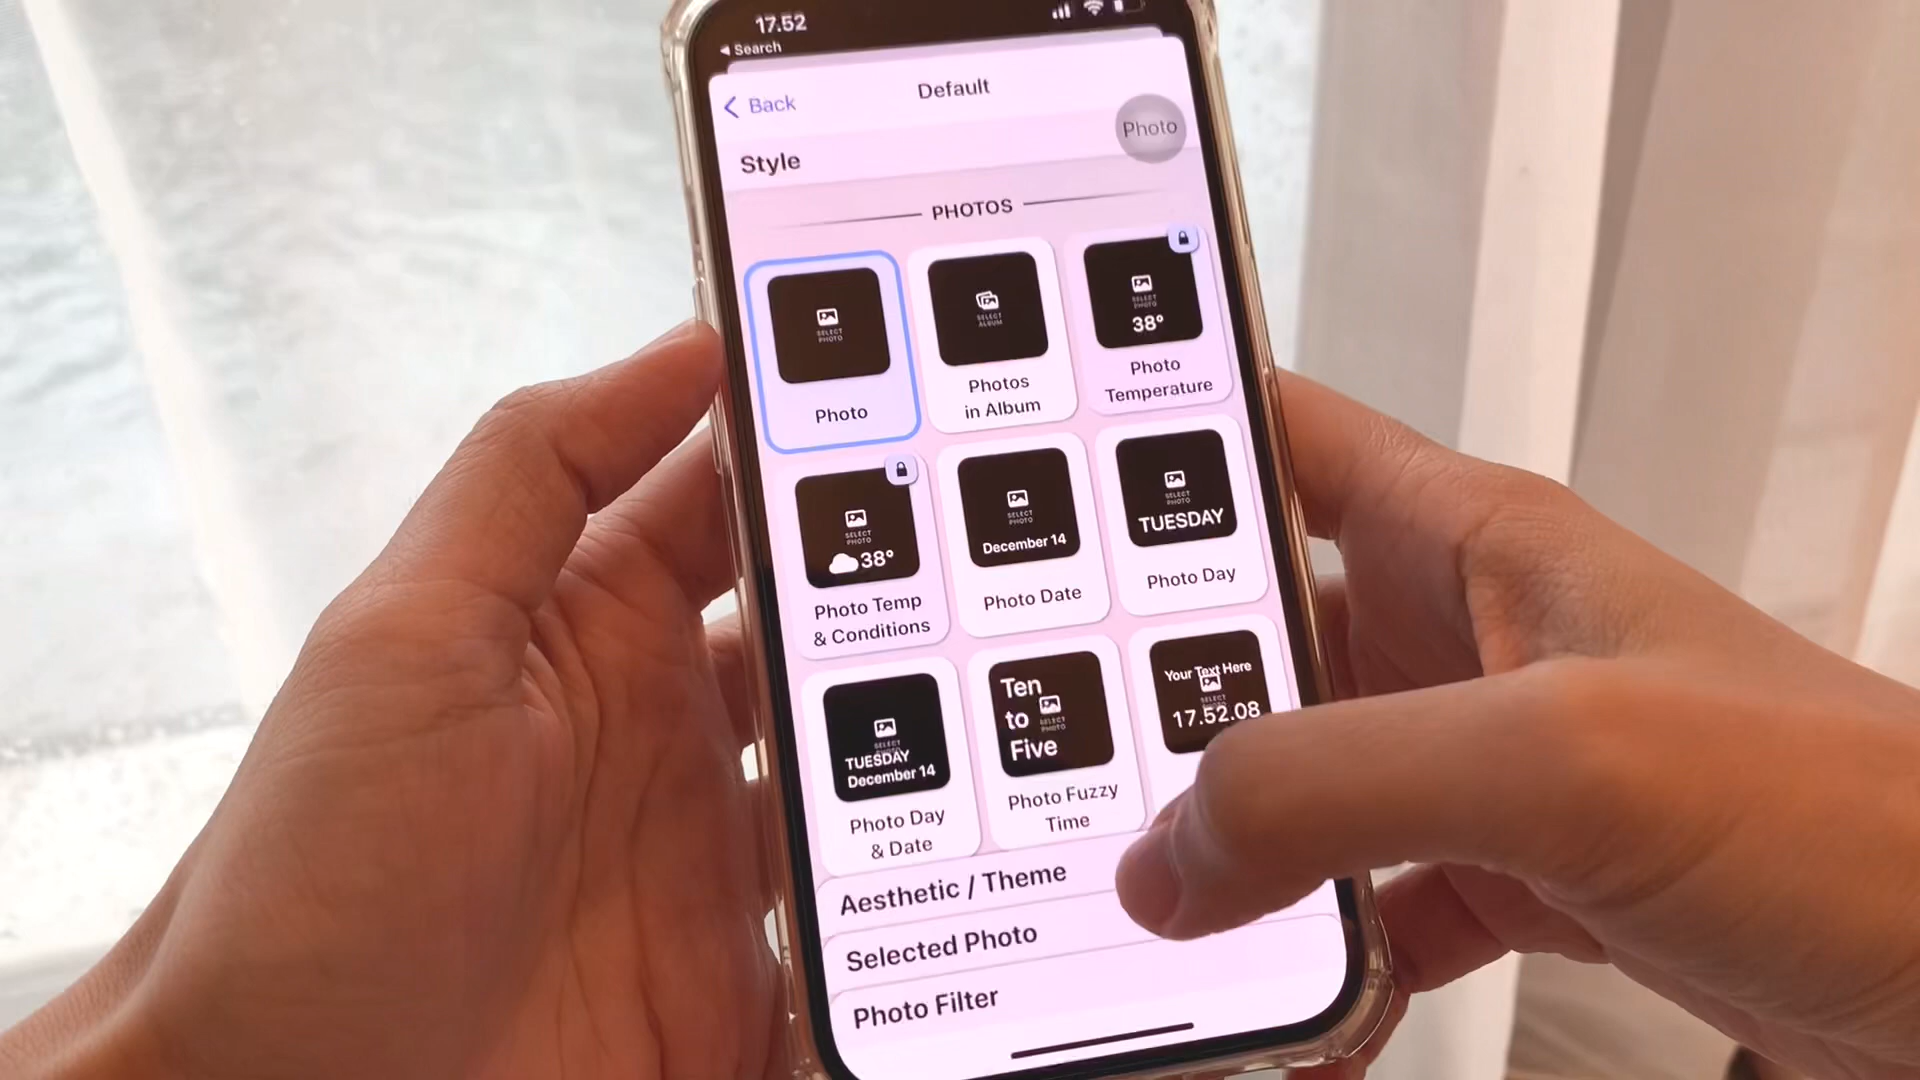 17.52
Search
Back
Default
Photo
Style
PHOTOS
SELECT
PHOTO
Photo
SELECT
ALBUM
Photos
in Album
SELECT
PHOTO
38°
Photo
Temperature
SELECT
PHOTO
38°
Photo Temp
& Conditions
SELECT
PHOTO
December 14
Photo Date
SELECT
PHOTO
TUESDAY
Photo Day
SELECT
PHOTO
TUESDAY
December 14
Photo Day
& Date
Ten
to
Five
SELECT
PHOTO
Photo Fuzzy
Time
Your Text Here
SELECT
PHOTO
17.52.08
Aesthetic / Theme
Selected Photo
Photo Filter